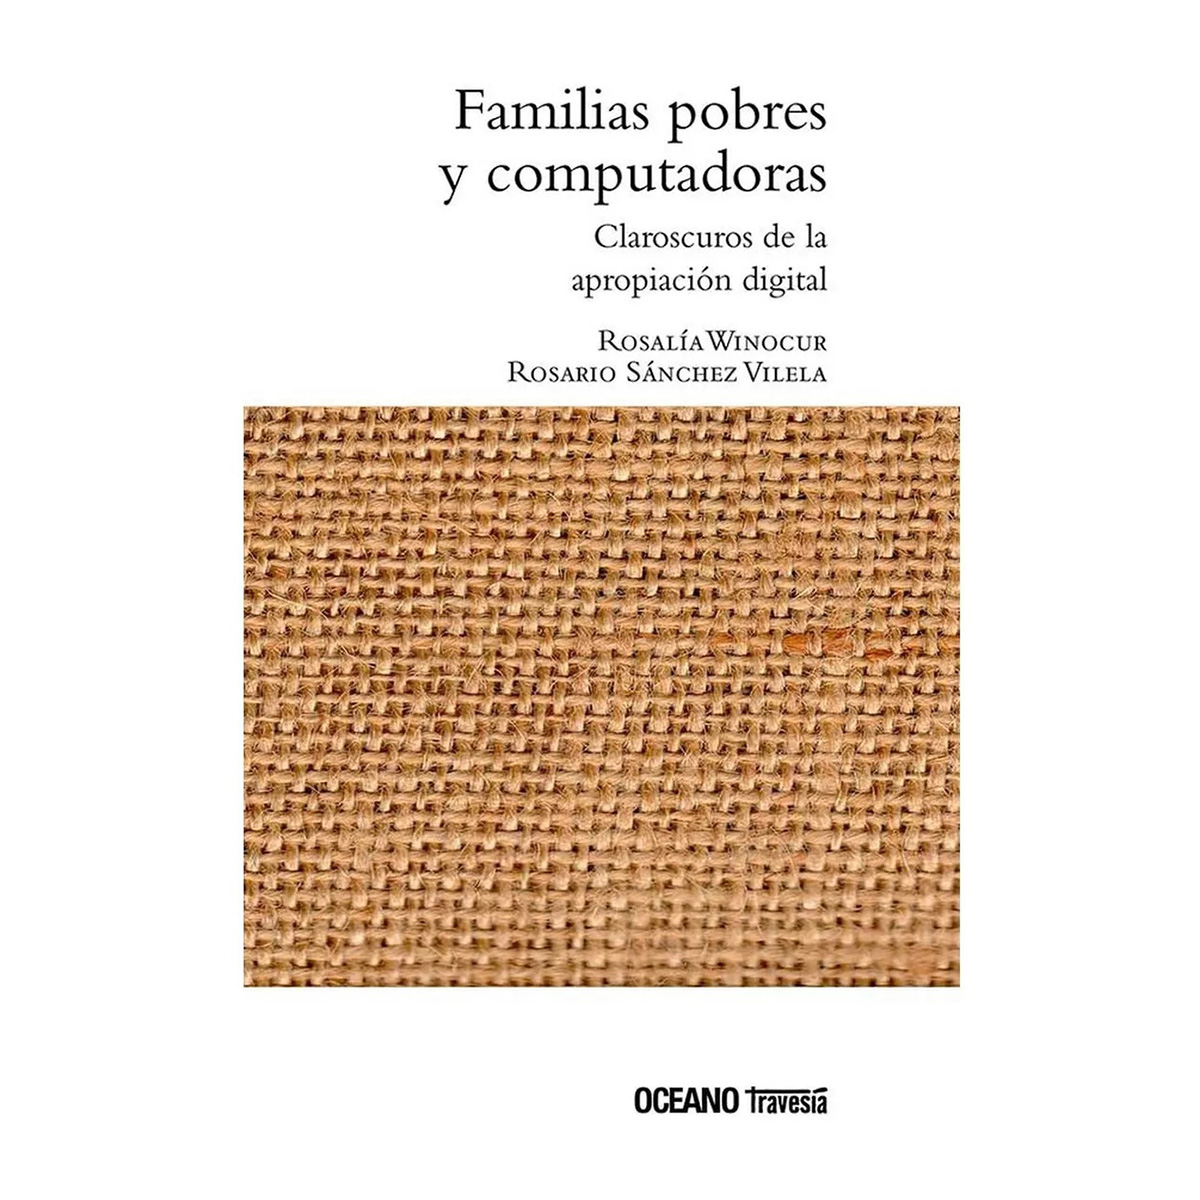 Familias pobres
y computadoras
Claroscuros de la
apropiación digital
Rosalía Winocur
Rosario Sánchez Vilela
OCEANO Travesía